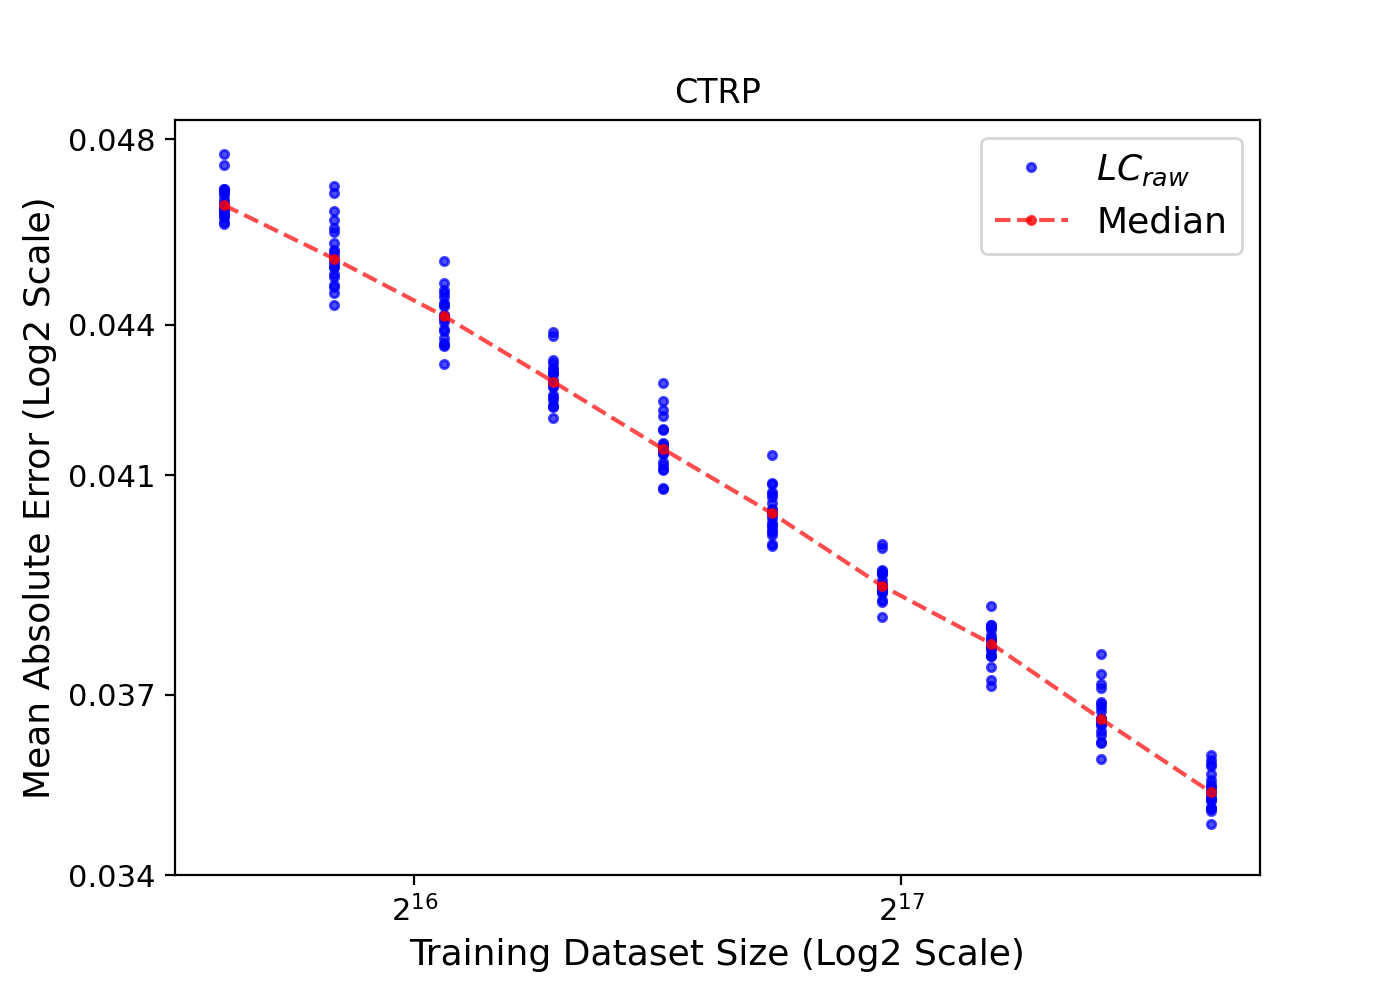 CTRP
0.048
0.044
0.041
0.037
0.034
Mean Absolute Error (Log2 Scale)
LC_raw
Median
2^16
2^17
Training Dataset Size (Log2 Scale)